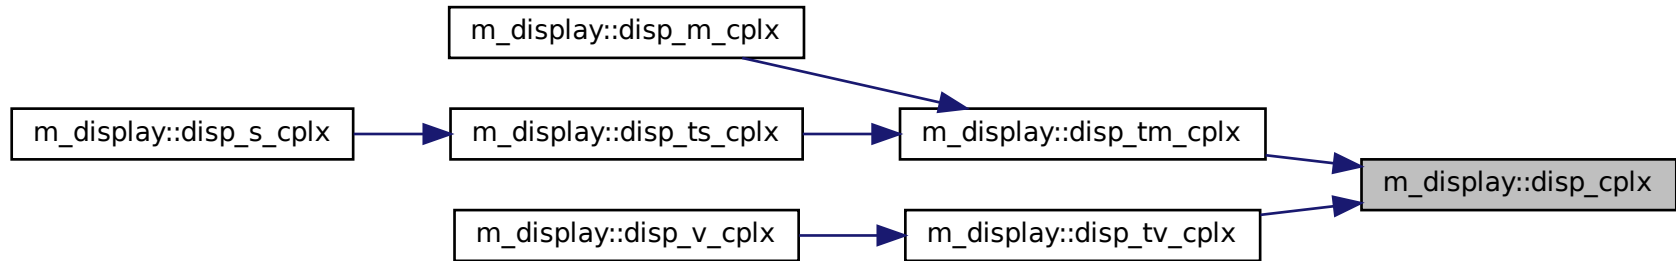 m_display::disp_m_cplx
m_display::disp_s_cplx
m_display::disp_ts_cplx
m_display::disp_tm_cplx
m_display::disp_cplx
m_display::disp_v_cplx
m_display::disp_tv_cplx